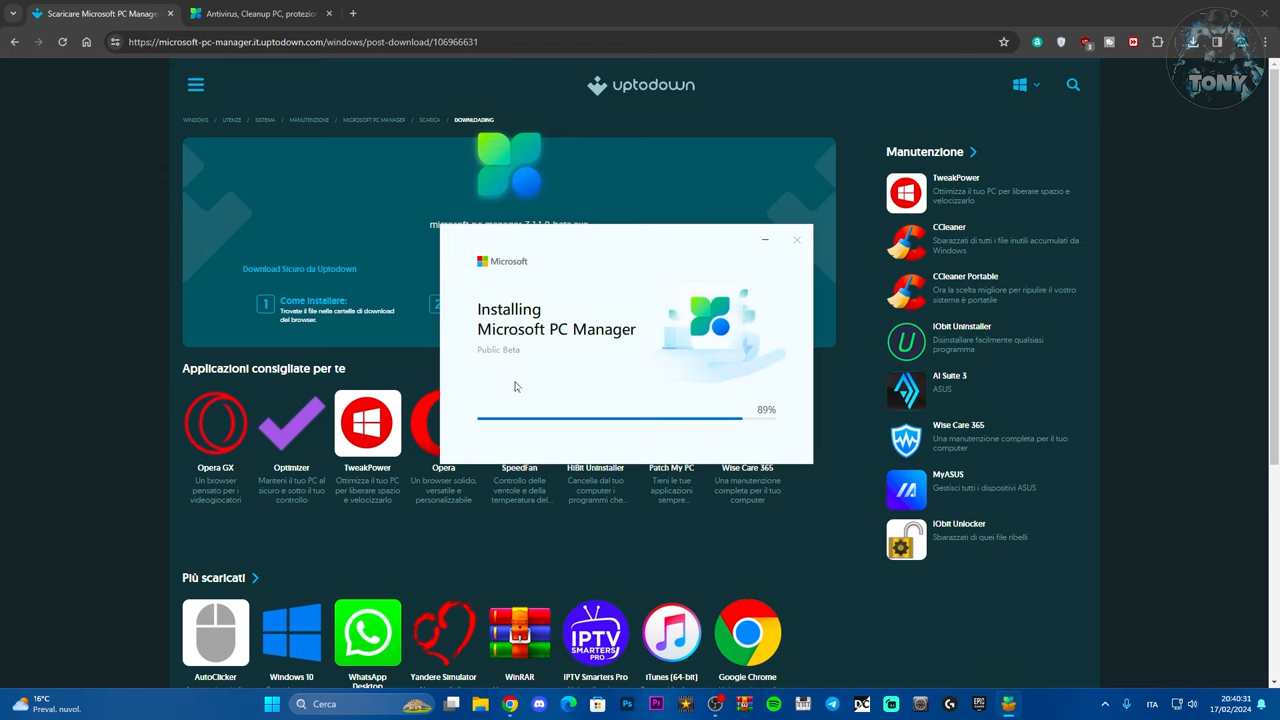 Scaricare Microsoft PC Manager
Antivirus, Cleaner, PC
https://microsoft-pc-manager.it.uptodown.com/windows/post-download/106966631
TONY
uptodown
WINDOWS / UTENZE / SISTEMA / MANUTENZIONE / MICROSOFT PC MANAGER / SCARICA / DOWNLOADING
Download Sicuro da Uptodown
1
Come installare:
Trovate il file nella cartella di download
del browser.
2
Microsoft
Installing
Microsoft PC Manager
Public Beta
89%
Applicazioni consigliate per te
Opera GX
Un browser
pensato per i
videogiocatori
Optimizer
Manteni il tuo PC al
sicuro e sotto il tuo
controllo
TweakPower
Ottimizza il tuo PC
per liberare spazio e
velocizzarlo
Opera
Un browser solido,
versatile e
personalizzabile
SpeedFan
Controllo delle
ventole e della
temperatura del...
HiBit Uninstaller
Cancella dal tuo
computer i
programmi che...
Patch My PC
Tieni le tue
applicazioni
sempre...
Wise Care 365
Una manutenzione
completa per il tuo
computer
Più scaricati
AutoClicker
Windows 10
WhatsApp
Desktop
Yandere Simulator
WinRAR
IPTV
SMARTERS
PRO
IPTV Smarters Pro
iTunes (64-bit)
Google Chrome
Manutenzione
TweakPower
Ottimizza il tuo PC per liberare spazio e
velocizzarlo
CCleaner
Sbarazzati di tutti i file inutili accumulati da
Windows
CCleaner Portable
Ora la scelta migliore per ripulire il vostro
sistema è portatile
IObit Uninstaller
Disinstallare facilmente qualsiasi
programma
AI Suite 3
ASUS
Wise Care 365
Una manutenzione completa per il tuo
computer
MyASUS
Gestisci tutti i dispositivi ASUS
IObit Unlocker
Sbarazzati di quei file ribelli
16°C
Preval. nuvol.
Cerca
ITA
20:40:31
17/02/2024